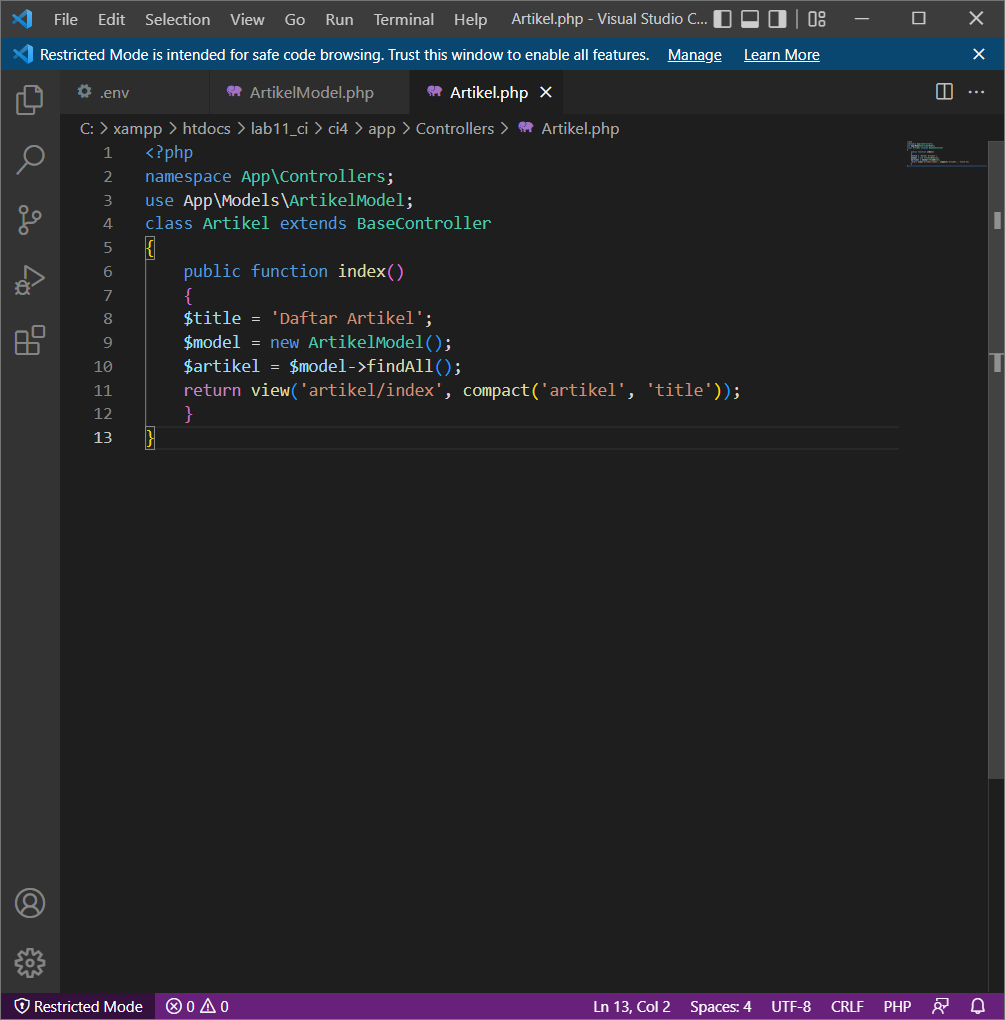 File Edit Selection View Go Run Terminal Help Artikel.php - Visual Studio C...
Restricted Mode is intended for safe code browsing. Trust this window to enable all features. Manage Learn More
.env ArtikelModel.php Artikel.php
C: > xampp > htdocs > lab11_ci > ci4 > app > Controllers > Artikel.php
1 <?php
2 namespace App\Controllers;
3 use App\Models\ArtikelModel;
4 class Artikel extends BaseController
5 {
6     public function index()
7     {
8     $title = 'Daftar Artikel';
9     $model = new ArtikelModel();
10     $artikel = $model->findAll();
11     return view('artikel/index', compact('artikel', 'title'));
12     }
13 }
Restricted Mode 0 0 Ln 13, Col 2 Spaces: 4 UTF-8 CRLF PHP